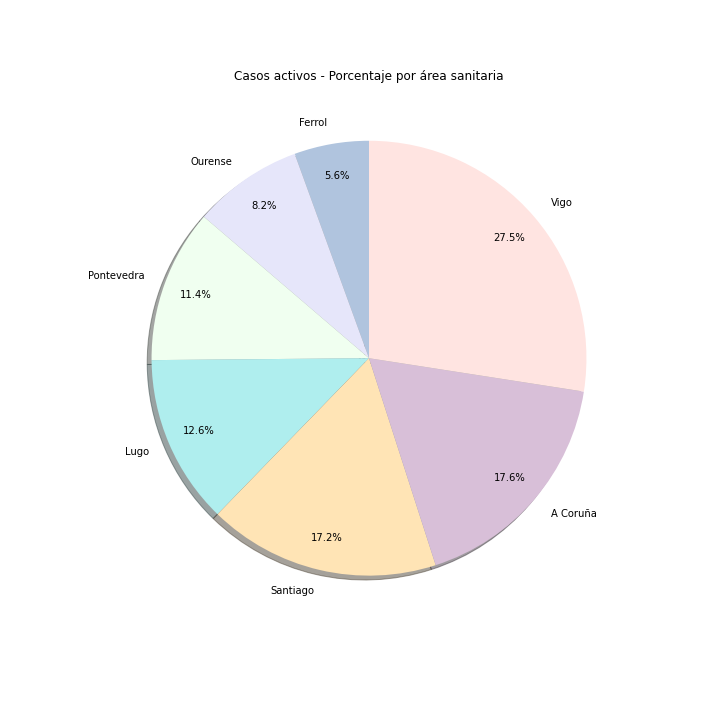 Casos activos - Porcentaje por área sanitaria
Ferrol
5.6%
Ourense
8.2%
Vigo
27.5%
Pontevedra
11.4%
Lugo
12.6%
A Coruña
17.6%
Santiago
17.2%